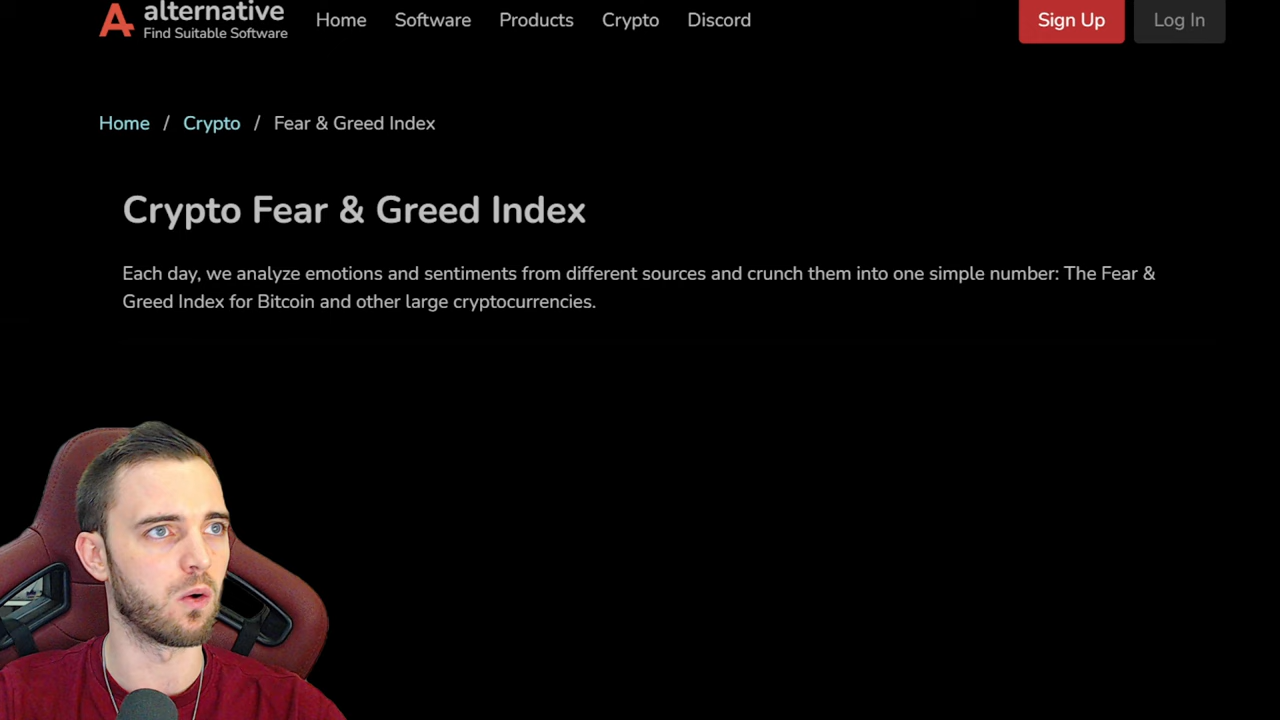 alternative
Find Suitable Software
Home Software Products Crypto Discord
Sign Up Log In
Home / Crypto / Fear & Greed Index
Crypto Fear & Greed Index
Each day, we analyze emotions and sentiments from different sources and crunch them into one simple number: The Fear &
Greed Index for Bitcoin and other large cryptocurrencies.